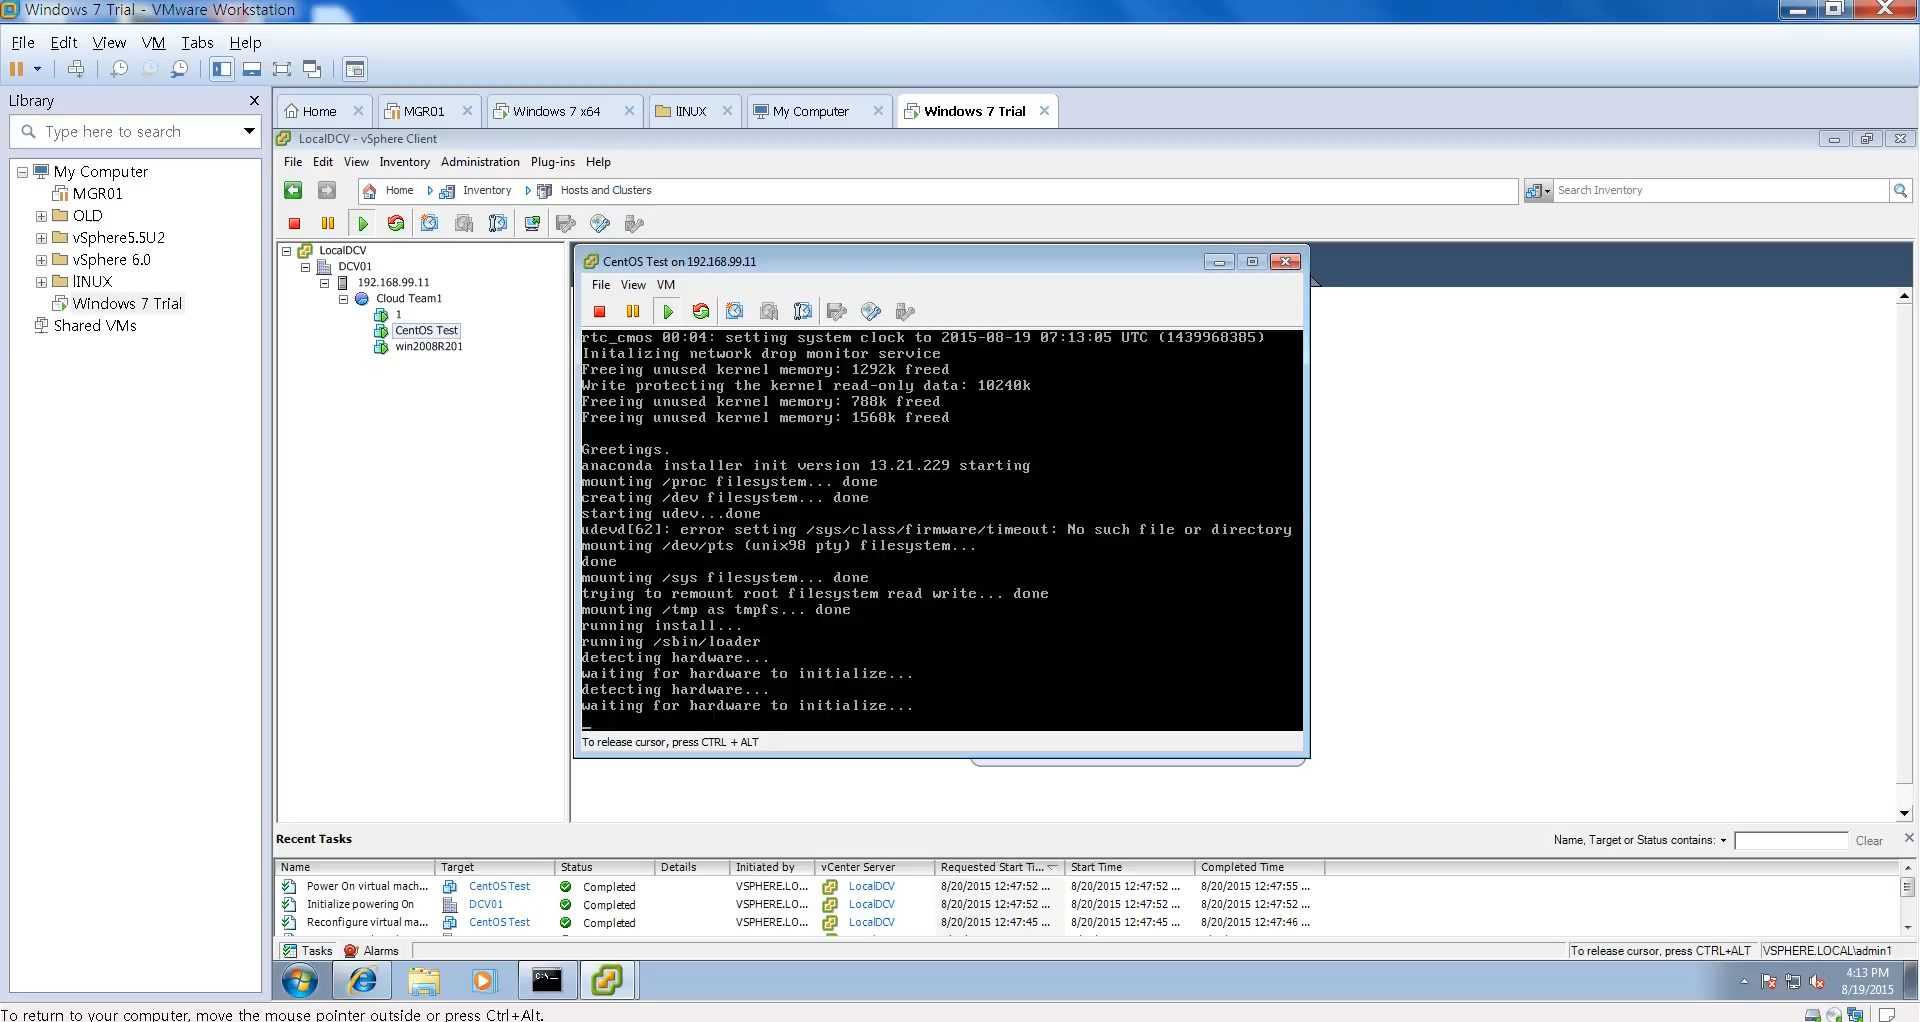 Windows 7 Trial - VMware Workstation
File Edit View VM Tabs Help
Library
Type here to search
My Computer
MGR01
OLD
vSphere5.5U2
vSphere 6.0
lINUX
Windows 7 Trial
Shared VMs
Home MGR01 Windows 7 x64 lINUX My Computer Windows 7 Trial
LocalDCV - vSphere Client
File Edit View Inventory Administration Plug-ins Help
Home Inventory Hosts and Clusters Search Inventory
LocalDCV
DCV01
192.168.99.11
Cloud Team1
1
CentOS Test
win2008R201
CentOS Test on 192.168.99.11
File View VM
rtc_cmos 00:04: setting system clock to 2015-08-19 07:13:05 UTC (1439968385)
Initalizing network drop monitor service
Freeing unused kernel memory: 1292k freed
Write protecting the kernel read-only data: 10240k
Freeing unused kernel memory: 788k freed
Freeing unused kernel memory: 1568k freed
Greetings.
anaconda installer init version 13.21.229 starting
mounting /proc filesystem... done
creating /dev filesystem... done
starting udev...done
udevd[62]: error setting /sys/class/firmware/timeout: No such file or directory
mounting /dev/pts (unix98 pty) filesystem...
done
mounting /sys filesystem... done
trying to remount root filesystem read write... done
mounting /tmp as tmpfs... done
running install...
running /sbin/loader
detecting hardware...
waiting for hardware to initialize...
detecting hardware...
waiting for hardware to initialize...
To release cursor, press CTRL + ALT
Recent Tasks
Name, Target or Status contains: Clear
Name Target Status Details Initiated by vCenter Server Requested Start Ti... Start Time Completed Time
Power On virtual mach... CentOS Test Completed VSPHERE.LO... LocalDCV 8/20/2015 12:47:52 ... 8/20/2015 12:47:52 ... 8/20/2015 12:47:55 ...
Initialize powering On DCV01 Completed VSPHERE.LO... LocalDCV 8/20/2015 12:47:52 ... 8/20/2015 12:47:52 ... 8/20/2015 12:47:52 ...
Reconfigure virtual ma... CentOS Test Completed VSPHERE.LO... LocalDCV 8/20/2015 12:47:45 ... 8/20/2015 12:47:45 ... 8/20/2015 12:47:46 ...
Tasks Alarms To release cursor, press CTRL+ALT VSPHERE.LOCAL\admin1
4:13 PM
8/19/2015
To return to your computer, move the mouse pointer outside or press Ctrl+Alt.